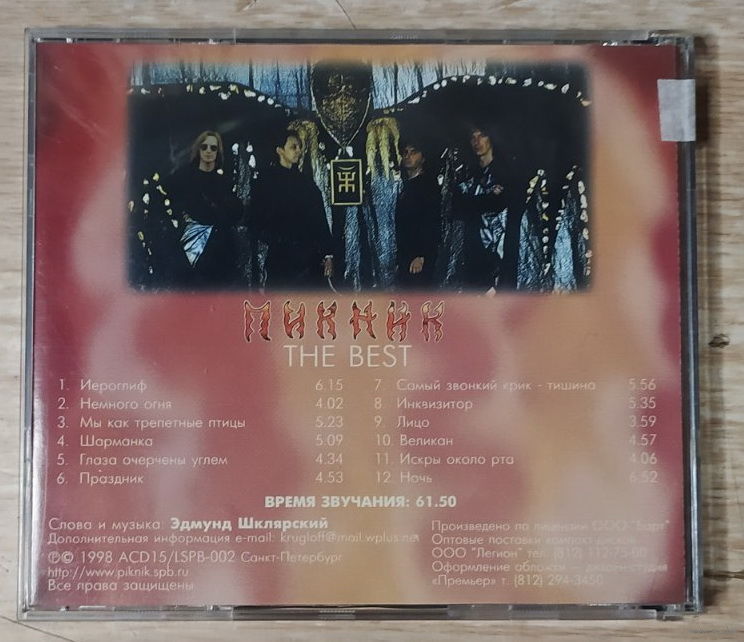 ПИКНИК
THE BEST
1. Иероглиф 6.15
2. Немного огня 4.02
3. Мы как трепетные птицы 5.23
4. Шарманка 5.09
5. Глаза очерчены углем 4.34
6. Праздник 4.53
7. Самый звонкий крик - тишина 5.56
8. Инквизитор 5.35
9. Лицо 3.59
10. Великан 4.57
11. Искры около рта 4.06
12. Ночь 6.52
ВРЕМЯ ЗВУЧАНИЯ: 61.50
Слова и музыка: Эдмунд Шклярский
Дополнительная информация e-mail: krugloff@mail.wplus.net
℗© 1998 ACD15/LSPB-002 Санкт-Петербург
http://www.piknik.spb.ru
Все права защищены
Произведено по лицензии ООО "Барт"
Оптовые поставки компакт-дисков
ООО "Легион" тел. (812) 112-75-00
Оформление обложки — дизайн-студия
«Премьер» т. (812) 294-3450